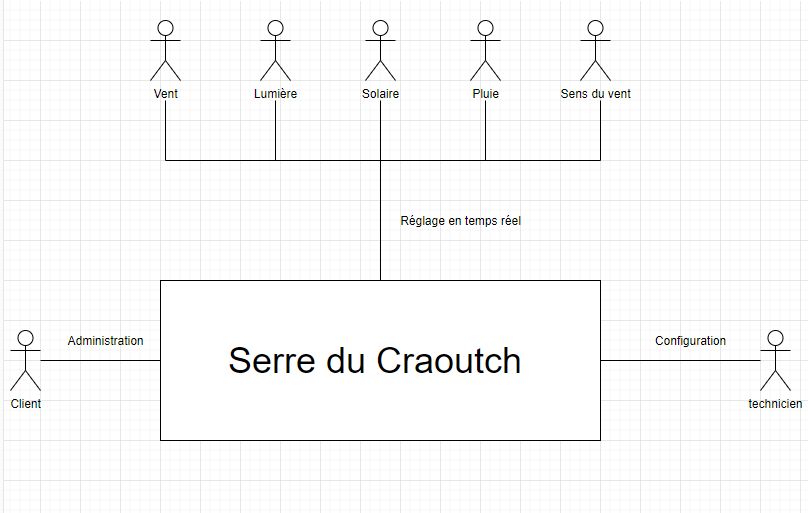 Vent
Lumière
Solaire
Pluie
Sens du vent
Réglage en temps réel
Administration
Configuration
Serre du Craoutch
Client
technicien